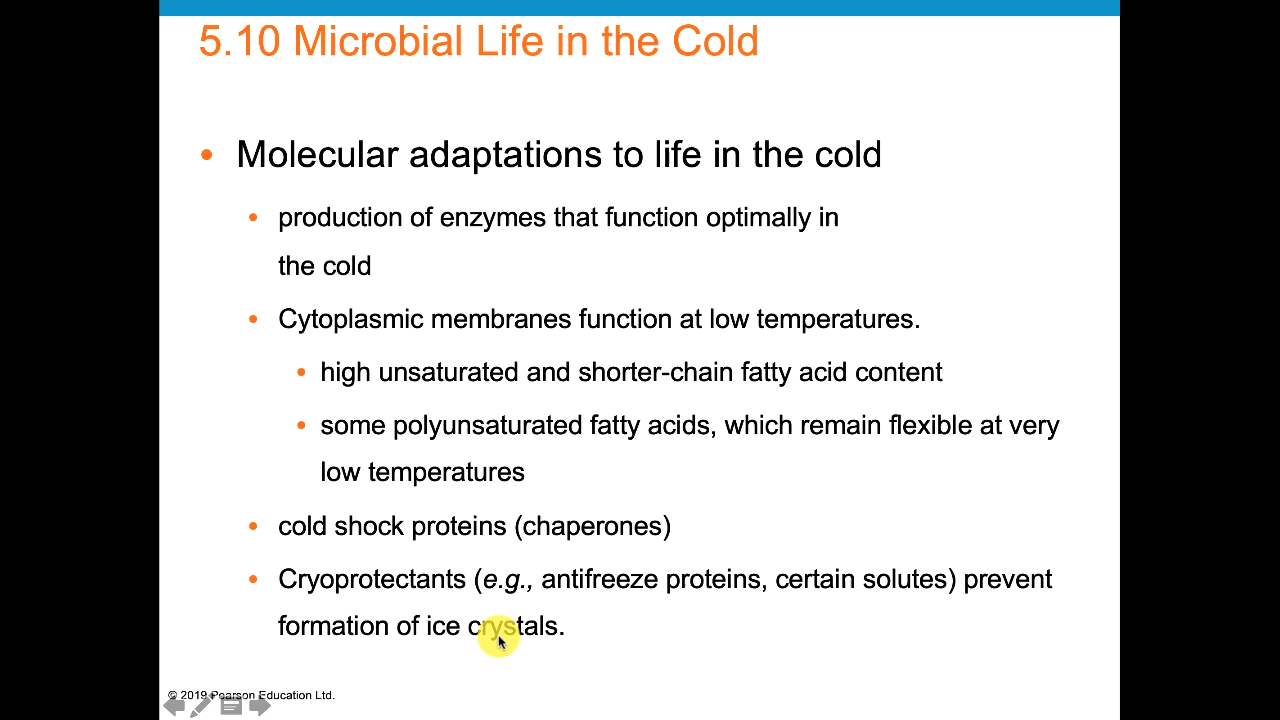 5.10 Microbial Life in the Cold
• Molecular adaptations to life in the cold
• production of enzymes that function optimally in
the cold
• Cytoplasmic membranes function at low temperatures.
• high unsaturated and shorter-chain fatty acid content
• some polyunsaturated fatty acids, which remain flexible at very
low temperatures
• cold shock proteins (chaperones)
• Cryoprotectants (e.g., antifreeze proteins, certain solutes) prevent
formation of ice crystals.
© 2019 Pearson Education Ltd.